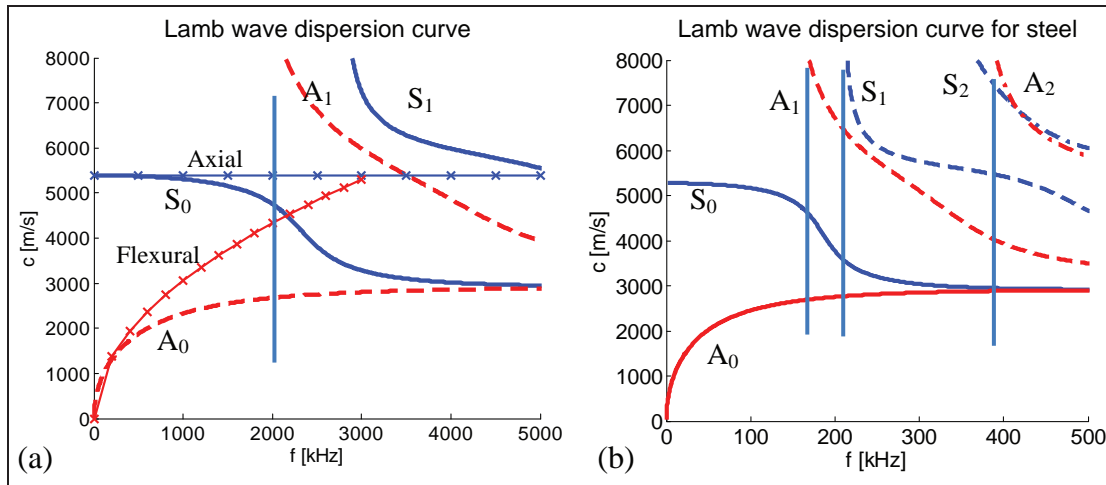 Lamb wave dispersion curve
8000
7000
6000
5000
4000
3000
2000
1000
0
c [m/s]
A1
S1
Axial
S0
Flexural
A0
0 1000 2000 3000 4000 5000
f [kHz]
(a)
Lamb wave dispersion curve for steel
8000
7000
6000
5000
4000
3000
2000
1000
0
c [m/s]
A1
S1
S2
A2
S0
A0
0 100 200 300 400 500
f [kHz]
(b)